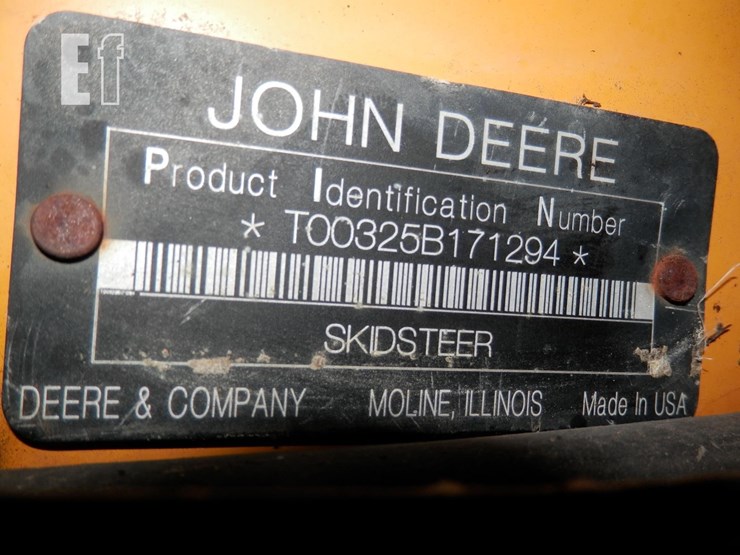 Ef
JOHN DEERE
Product Identification Number
* T00325B171294 *
SKIDSTEER
DEERE & COMPANY MOLINE, ILLINOIS Made In USA